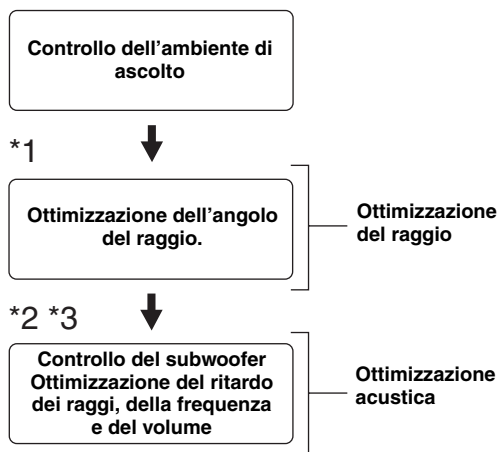 Controllo dell'ambiente di
ascolto
*1
Ottimizzazione dell'angolo
del raggio.
Ottimizzazione
del raggio
*2 *3
Controllo del subwoofer
Ottimizzazione del ritardo
dei raggi, della frequenza
e del volume
Ottimizzazione
acustica